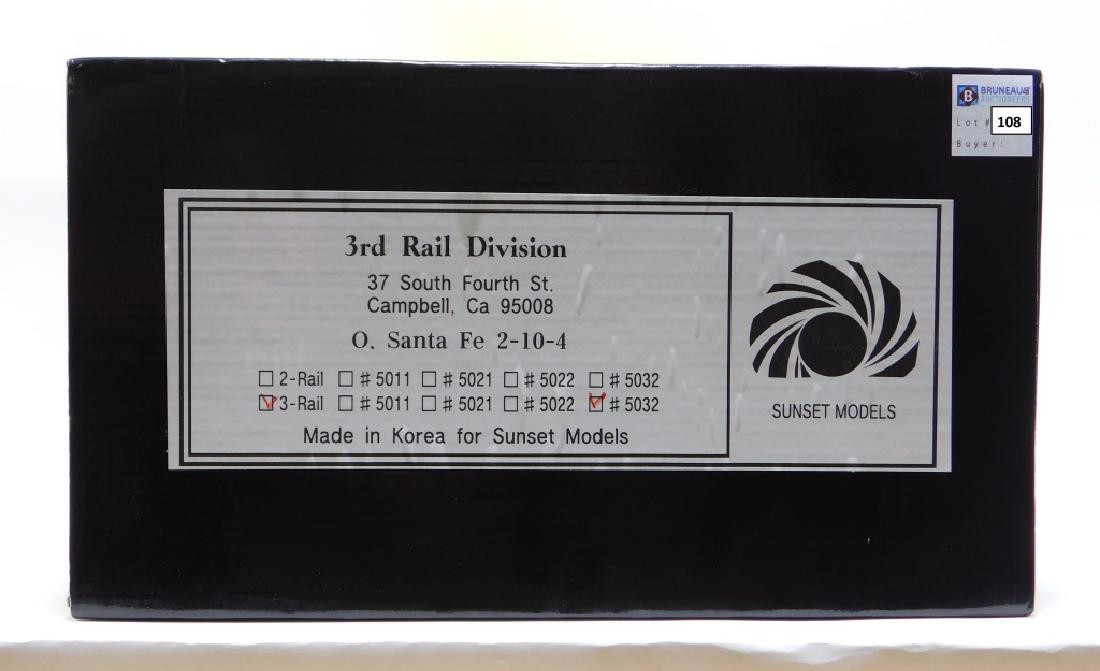 B BRUNEAU &
AUCTIONEERS
Lot # 108
Buyer:
3rd Rail Division
37 South Fourth St.
Campbell, Ca 95008
O. Santa Fe 2-10-4
2-Rail #5011 #5021 #5022 #5032
3-Rail #5011 #5021 #5022 #5032
Made in Korea for Sunset Models
SUNSET MODELS